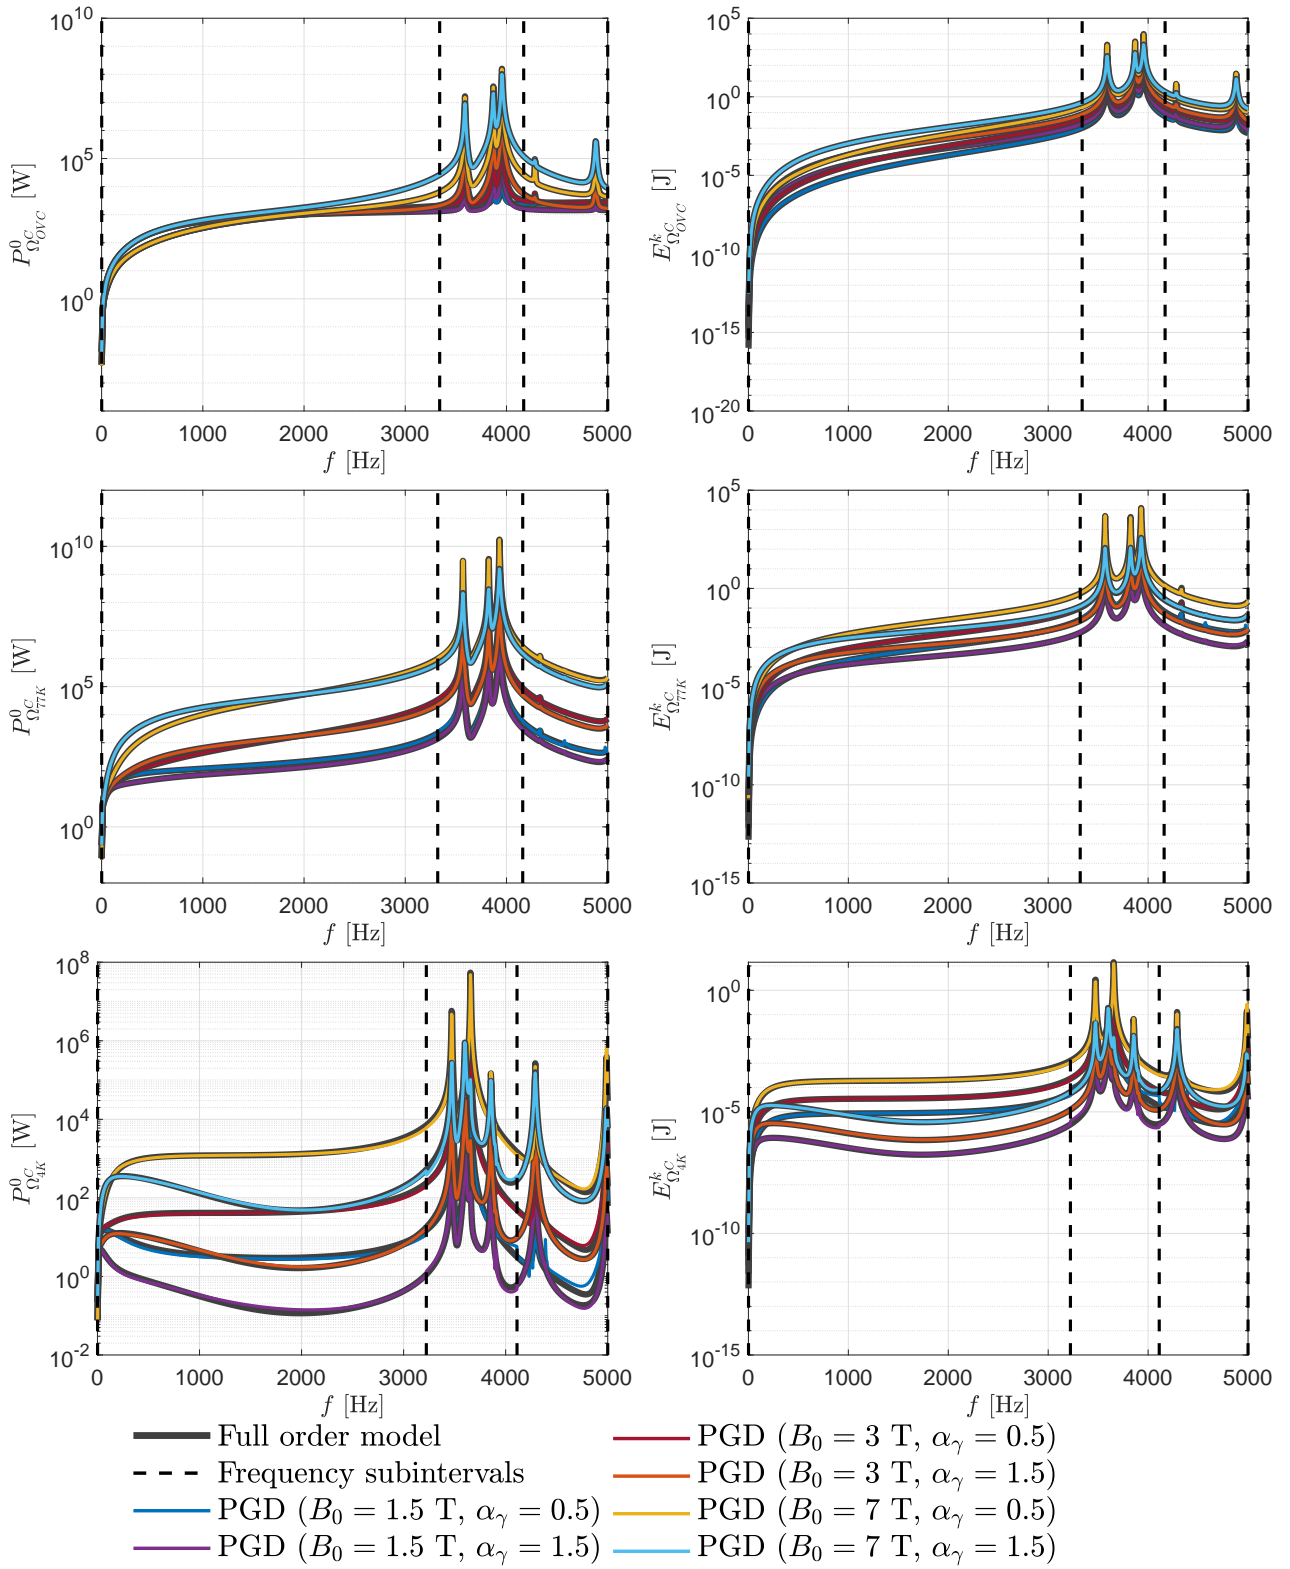 10^10
10^5
10^0
P^0_{Ω^C_{OVC}} [W]
0 1000 2000 3000 4000 5000
f [Hz]
10^5
10^0
10^-5
10^-10
10^-15
10^-20
E^k_{Ω^C_{OVC}} [J]
0 1000 2000 3000 4000 5000
f [Hz]
10^10
10^5
10^0
P^0_{Ω^C_{77K}} [W]
0 1000 2000 3000 4000 5000
f [Hz]
10^5
10^0
10^-5
10^-10
10^-15
E^k_{Ω^C_{77K}} [J]
0 1000 2000 3000 4000 5000
f [Hz]
10^8
10^6
10^4
10^2
10^0
10^-2
P^0_{Ω^C_{4K}} [W]
0 1000 2000 3000 4000 5000
f [Hz]
10^0
10^-5
10^-10
10^-15
E^k_{Ω^C_{4K}} [J]
0 1000 2000 3000 4000 5000
f [Hz]
Full order model
Frequency subintervals
PGD (B_0 = 1.5 T, α_γ = 0.5)
PGD (B_0 = 1.5 T, α_γ = 1.5)
PGD (B_0 = 3 T, α_γ = 0.5)
PGD (B_0 = 3 T, α_γ = 1.5)
PGD (B_0 = 7 T, α_γ = 0.5)
PGD (B_0 = 7 T, α_γ = 1.5)